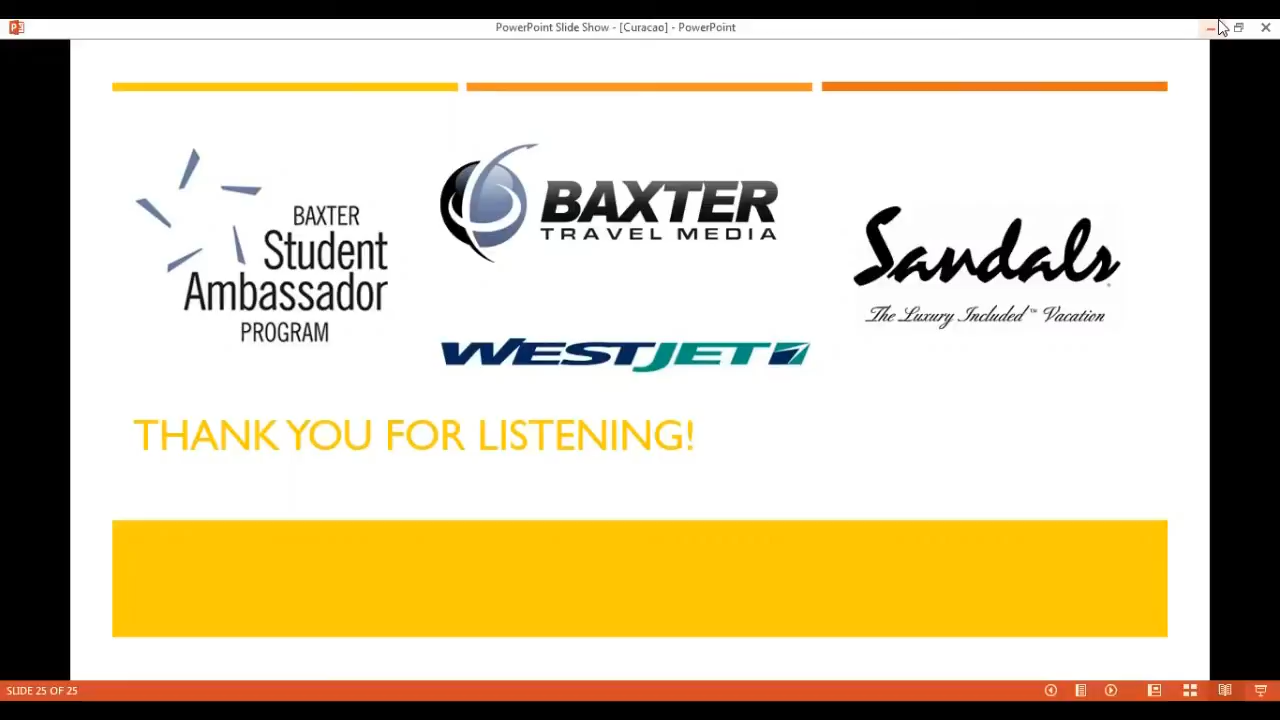 PowerPoint Slide Show - [Curacao] - PowerPoint
BAXTER
Student
Ambassador
PROGRAM
BAXTER
TRAVEL MEDIA
WESTJET
Sandals
The Luxury Included™ Vacation
THANK YOU FOR LISTENING!
SLIDE 25 OF 25